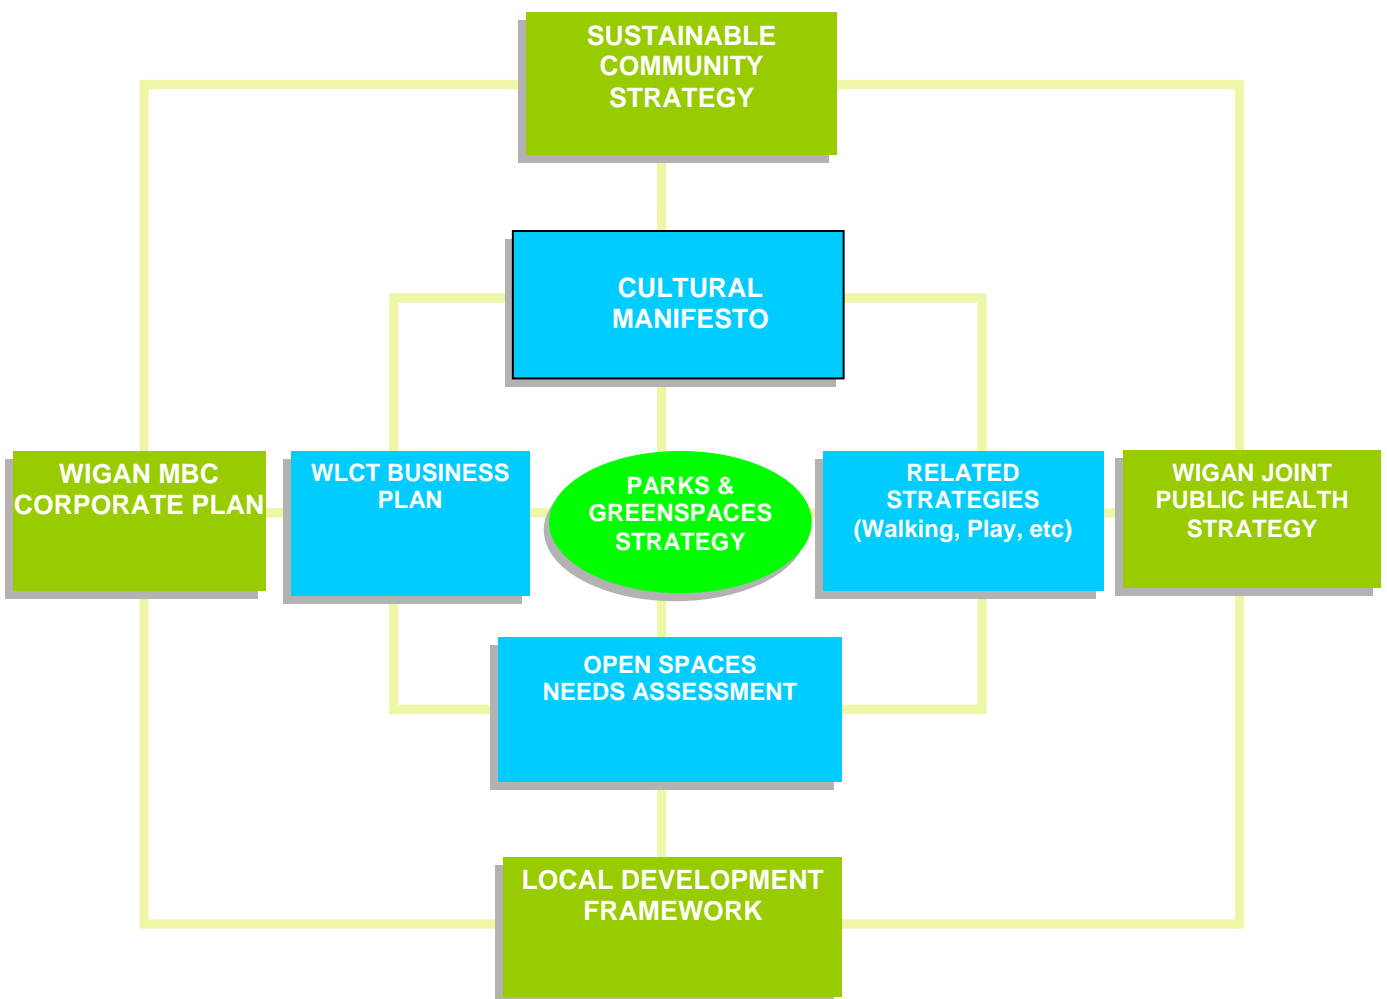 SUSTAINABLE
COMMUNITY
STRATEGY
CULTURAL
MANIFESTO
WIGAN MBC
CORPORATE PLAN
WLCT BUSINESS
PLAN
PARKS &
GREENSPACES
STRATEGY
RELATED
STRATEGIES
(Walking, Play, etc)
WIGAN JOINT
PUBLIC HEALTH
STRATEGY
OPEN SPACES
NEEDS ASSESSMENT
LOCAL DEVELOPMENT
FRAMEWORK